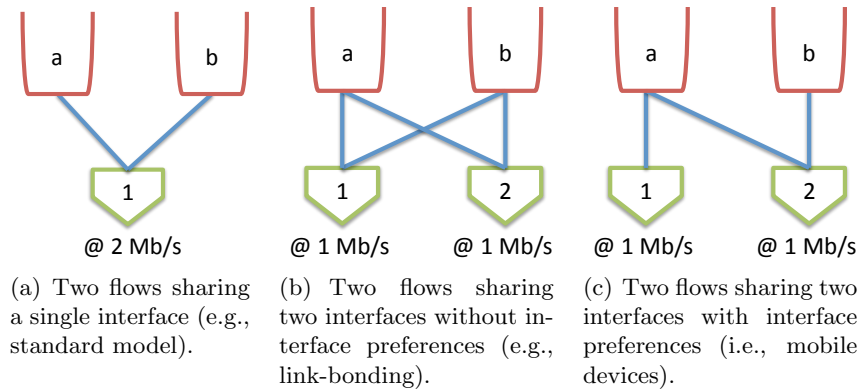 a b a b a b
1 1 2 1 2
@ 2 Mb/s @ 1 Mb/s @ 1 Mb/s @ 1 Mb/s @ 1 Mb/s
(a) Two flows sharing
a single interface (e.g.,
standard model).
(b) Two flows sharing
two interfaces without in-
terface preferences (e.g.,
link-bonding).
(c) Two flows sharing two
interfaces with interface
preferences (i.e., mobile
devices).